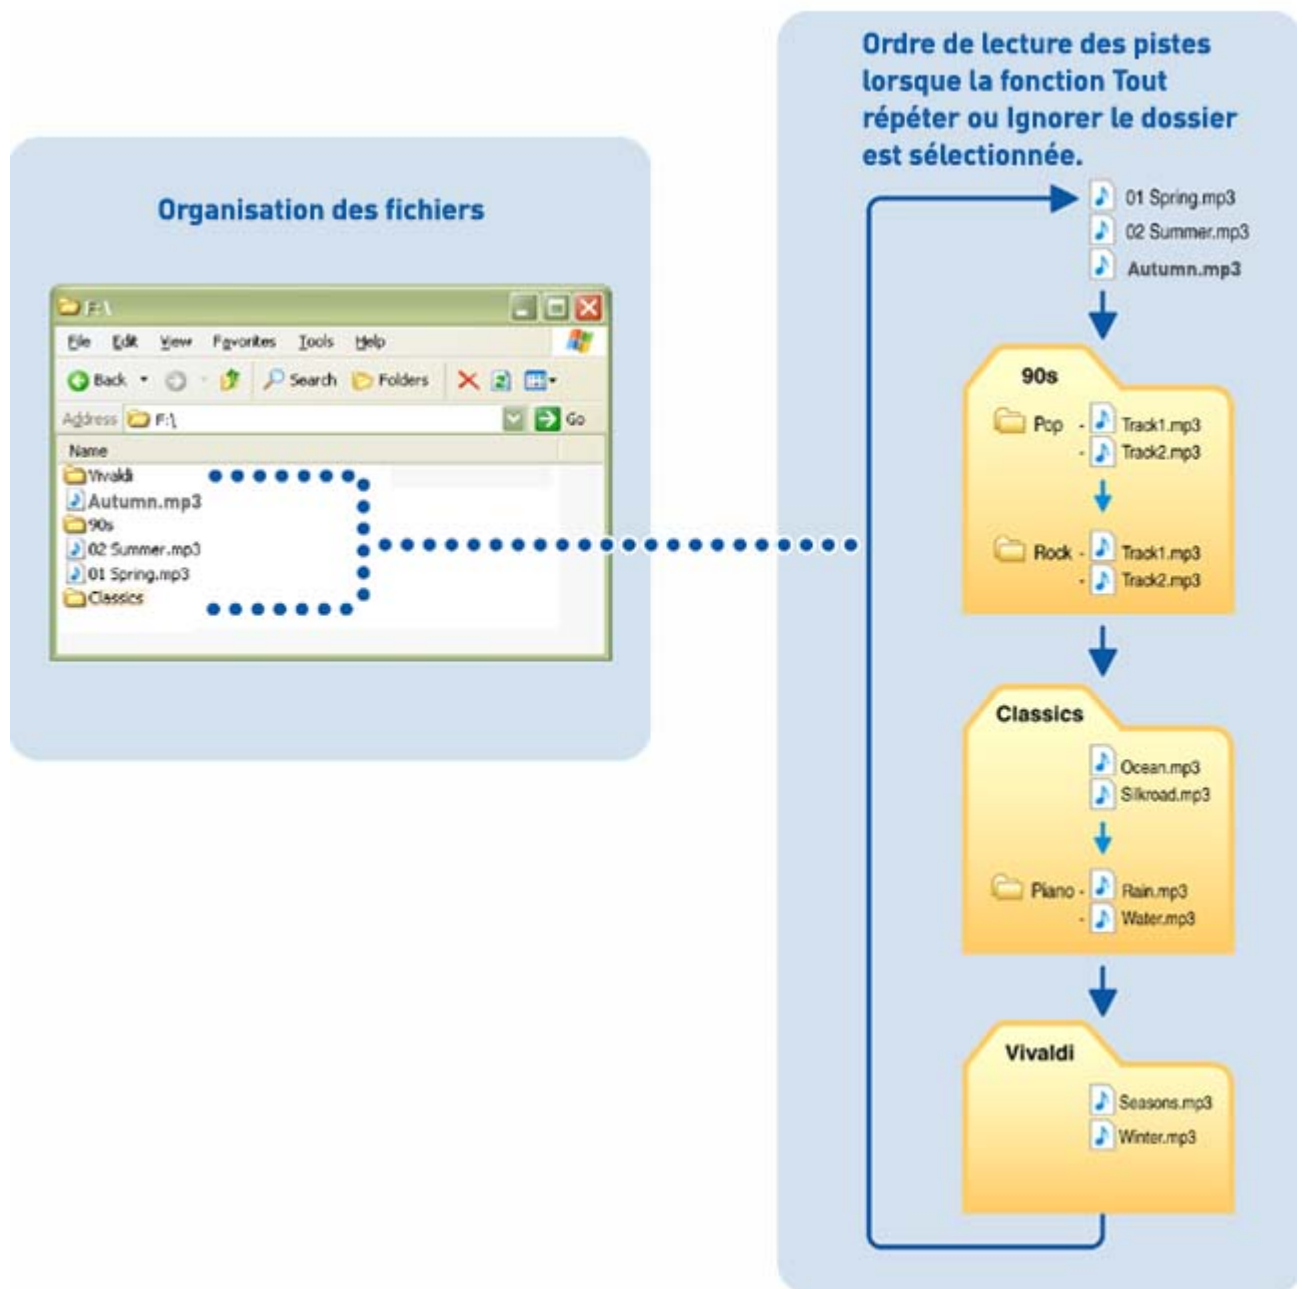 Organisation des fichiers
F:\
File Edit View Favorites Tools Help
Back Search Folders
Address F:\ Go
Name
Vivaldi
Autumn.mp3
90s
02 Summer.mp3
01 Spring.mp3
Classics
Ordre de lecture des pistes
lorsque la fonction Tout
répéter ou Ignorer le dossier
est sélectionnée.
01 Spring.mp3
02 Summer.mp3
Autumn.mp3
90s
Pop - Track1.mp3
- Track2.mp3
Rock - Track1.mp3
- Track2.mp3
Classics
Ocean.mp3
Silkroad.mp3
Piano - Rain.mp3
- Water.mp3
Vivaldi
Seasons.mp3
Winter.mp3